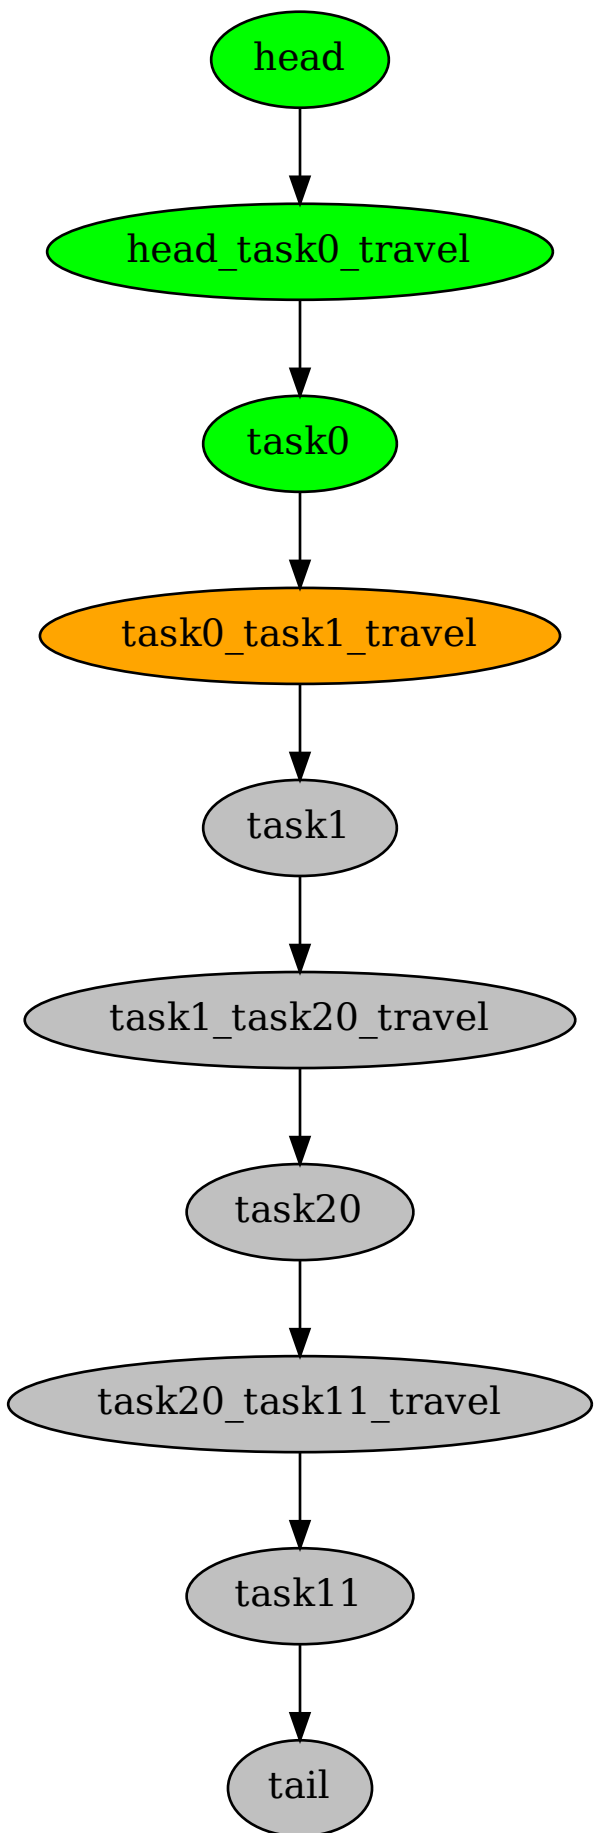 head
head_task0_travel
task0
task0_task1_travel
task1
task1_task20_travel
task20
task20_task11_travel
task11
tail